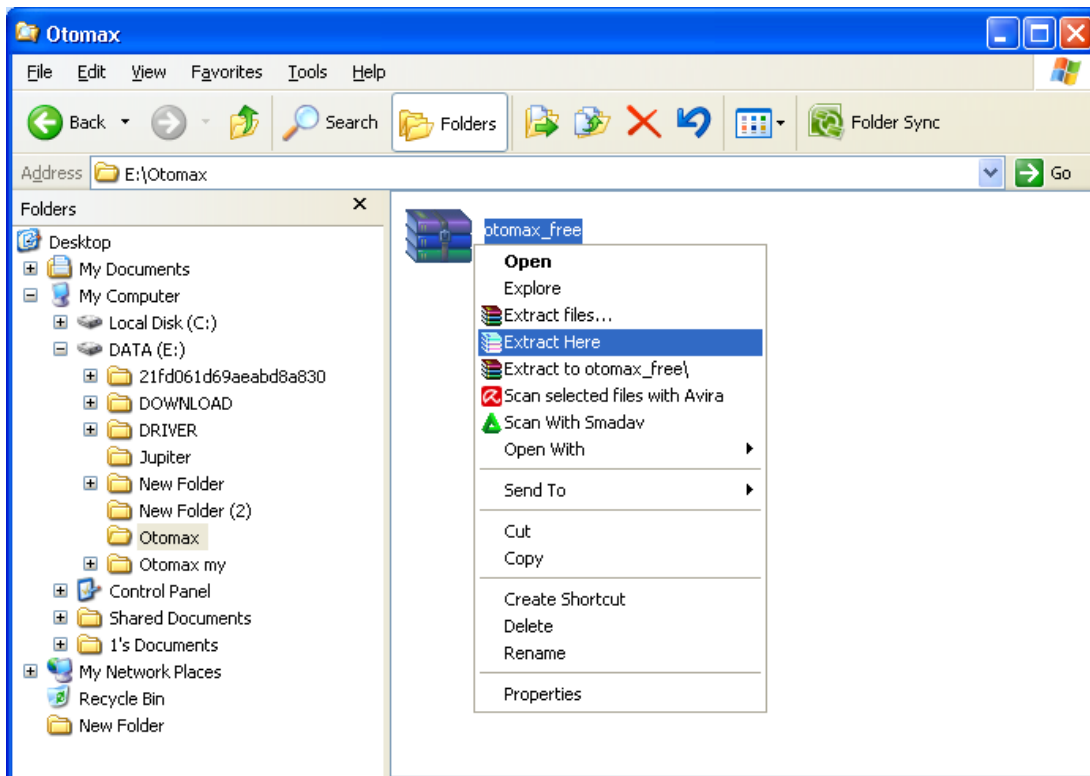 Otomax
File Edit View Favorites Tools Help
Back Search Folders Folder Sync
Address E:\Otomax Go
Folders
Desktop
My Documents
My Computer
Local Disk (C:)
DATA (E:)
21fd061d69aeabd8a830
DOWNLOAD
DRIVER
Jupiter
New Folder
New Folder (2)
Otomax
Otomax my
Control Panel
Shared Documents
1's Documents
My Network Places
Recycle Bin
New Folder
otomax_free
Open
Explore
Extract files...
Extract Here
Extract to otomax_free\
Scan selected files with Avira
Scan With Smadav
Open With
Send To
Cut
Copy
Create Shortcut
Delete
Rename
Properties